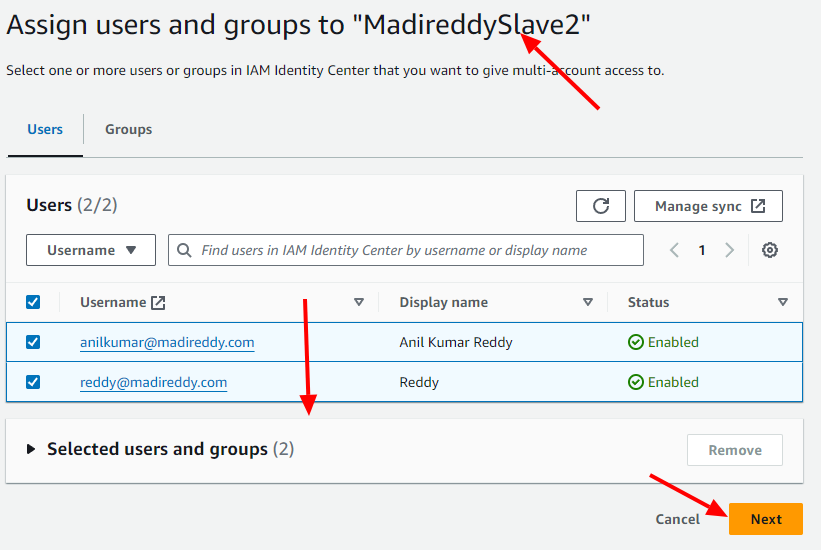 Assign users and groups to "MadireddySlave2"
Select one or more users or groups in IAM Identity Center that you want to give multi-account access to.
Users Groups
Users (2/2) Manage sync
Username Find users in IAM Identity Center by username or display name 1
Username Display name Status
anilkumar@madireddy.com Anil Kumar Reddy Enabled
reddy@madireddy.com Reddy Enabled
Selected users and groups (2) Remove
Cancel Next